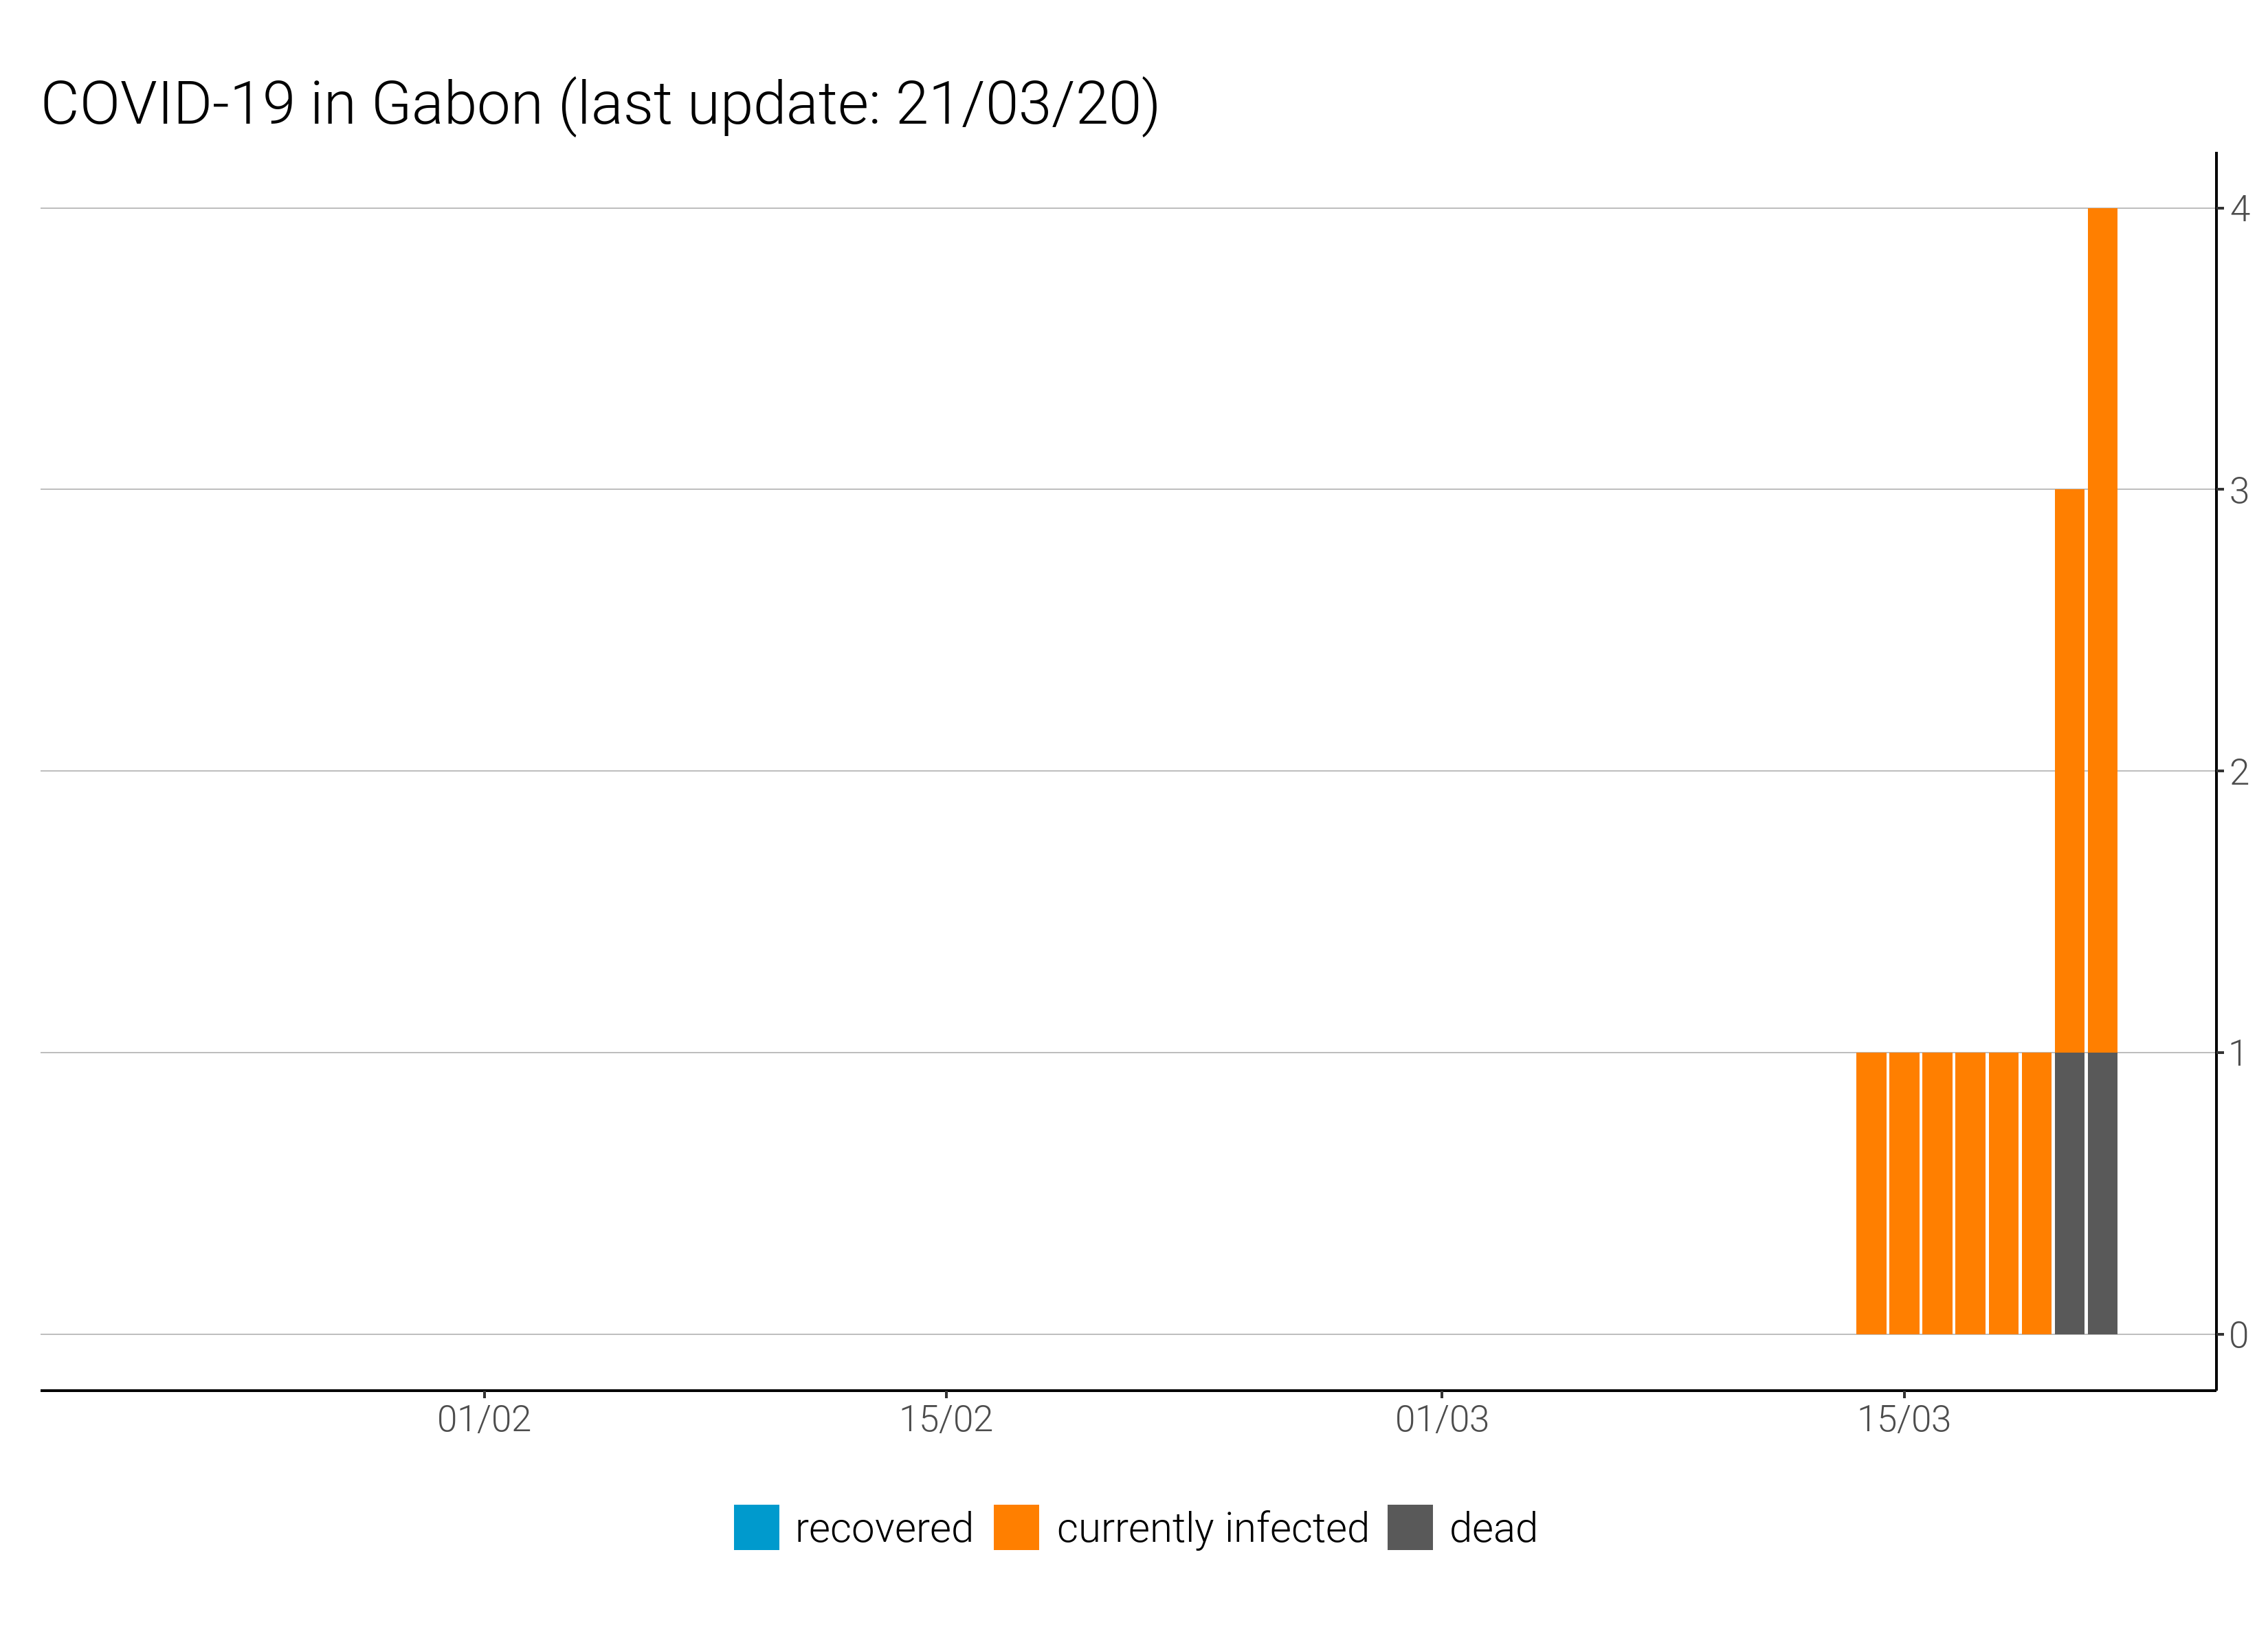 COVID-19 in Gabon (last update: 21/03/20)
4
3
2
1
0
01/02 15/02 01/03 15/03
recovered currently infected dead